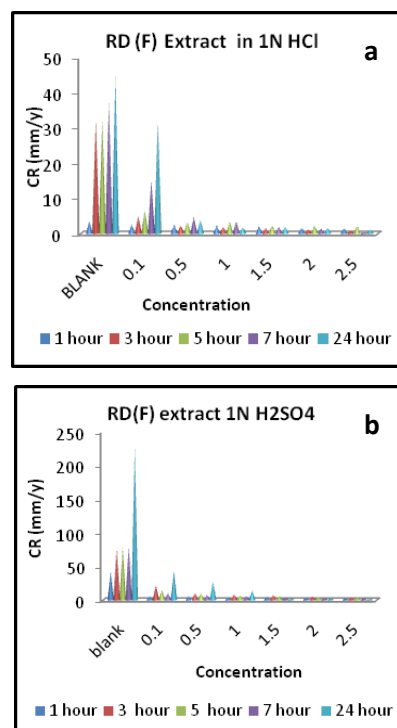 RD (F) Extract in 1N HCl
a
CR (mm/y)
50
40
30
20
10
0
BLANK 0.1 0.5 1 1.5 2 2.5
Concentration
1 hour 3 hour 5 hour 7 hour 24 hour
RD(F) extract 1N H2SO4
b
CR (mm/y)
250
200
150
100
50
0
blank 0.1 0.5 1 1.5 2 2.5
Concentration
1 hour 3 hour 5 hour 7 hour 24 hour